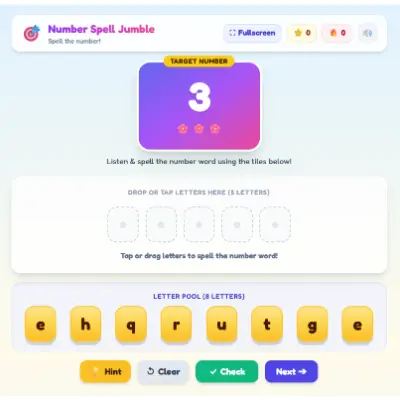 Number Spell Jumble
Spell the number!
Fullscreen
0
0
TARGET NUMBER
3
Listen & spell the number word using the tiles below!
DROP OR TAP LETTERS HERE (5 LETTERS)
Tap or drag letters to spell the number word!
LETTER POOL (8 LETTERS)
e h q r u t g e
Hint
Clear
✓ Check
Next →